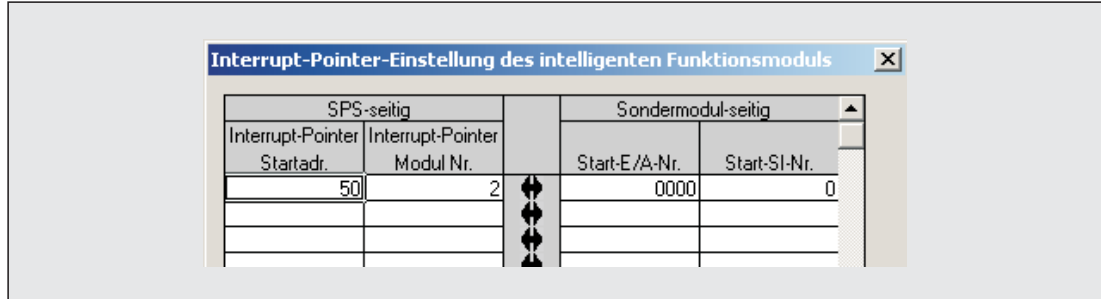 Interrupt-Pointer-Einstellung des intelligenten Funktionsmoduls
SPS-seitig Sondermodul-seitig
Interrupt-Pointer Startadr. Interrupt-Pointer Modul Nr. Start-E/A-Nr. Start-SI-Nr.
50 2 0000 0